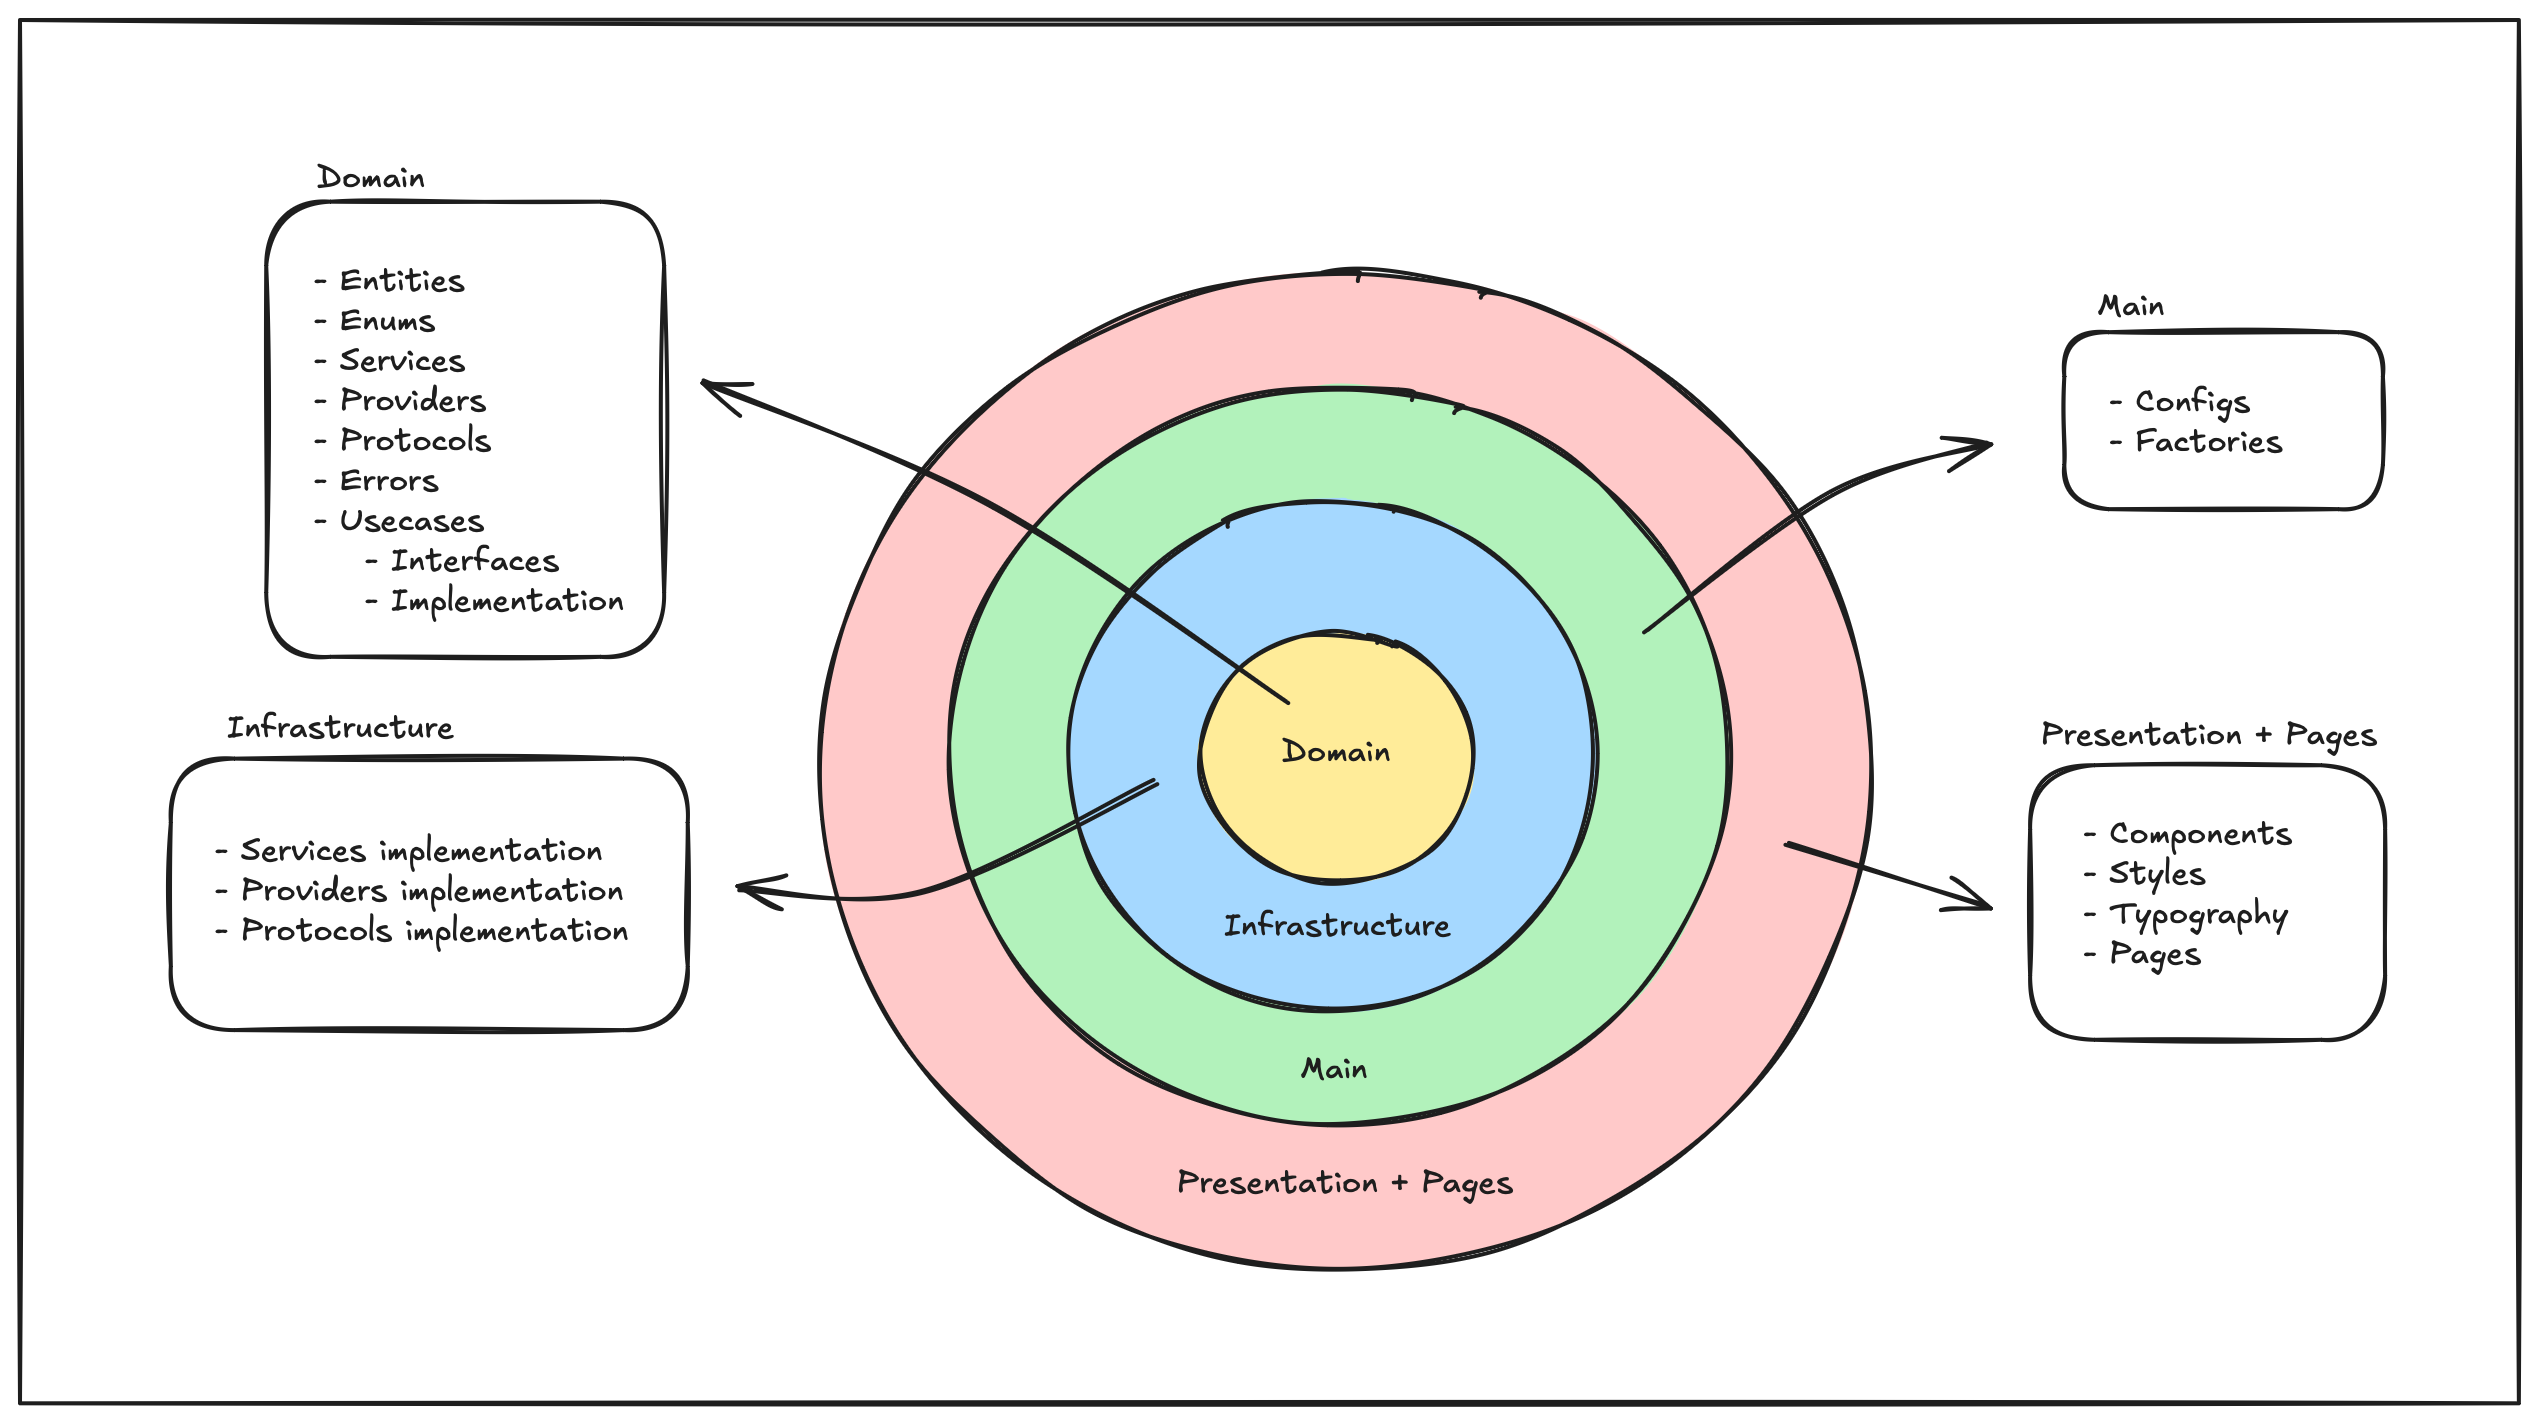 Domain
- Entities
- Enums
- Services
- Providers
- Protocols
- Errors
- Usecases
- Interfaces
- Implementation
Infrastructure
- Services implementation
- Providers implementation
- Protocols implementation
Domain
Infrastructure
Main
Presentation + Pages
Main
- Configs
- Factories
Presentation + Pages
- Components
- Styles
- Typography
- Pages